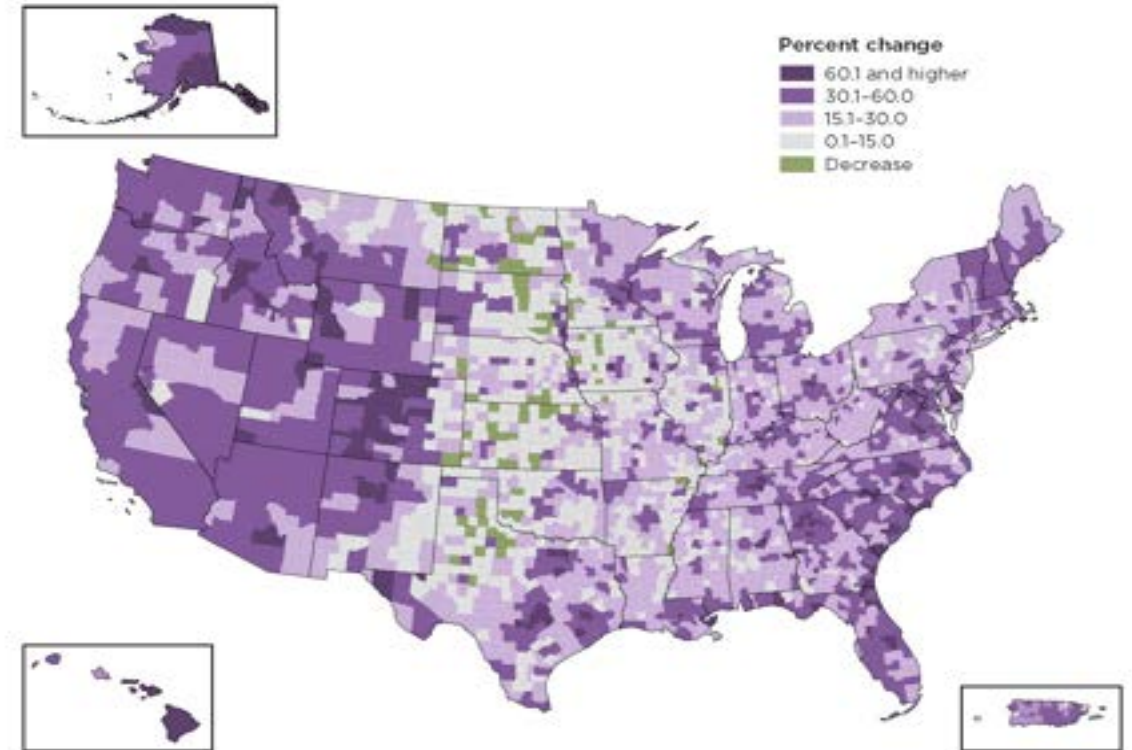 Percent change
60.1 and higher
30.1–60.0
15.1–30.0
0.1–15.0
Decrease